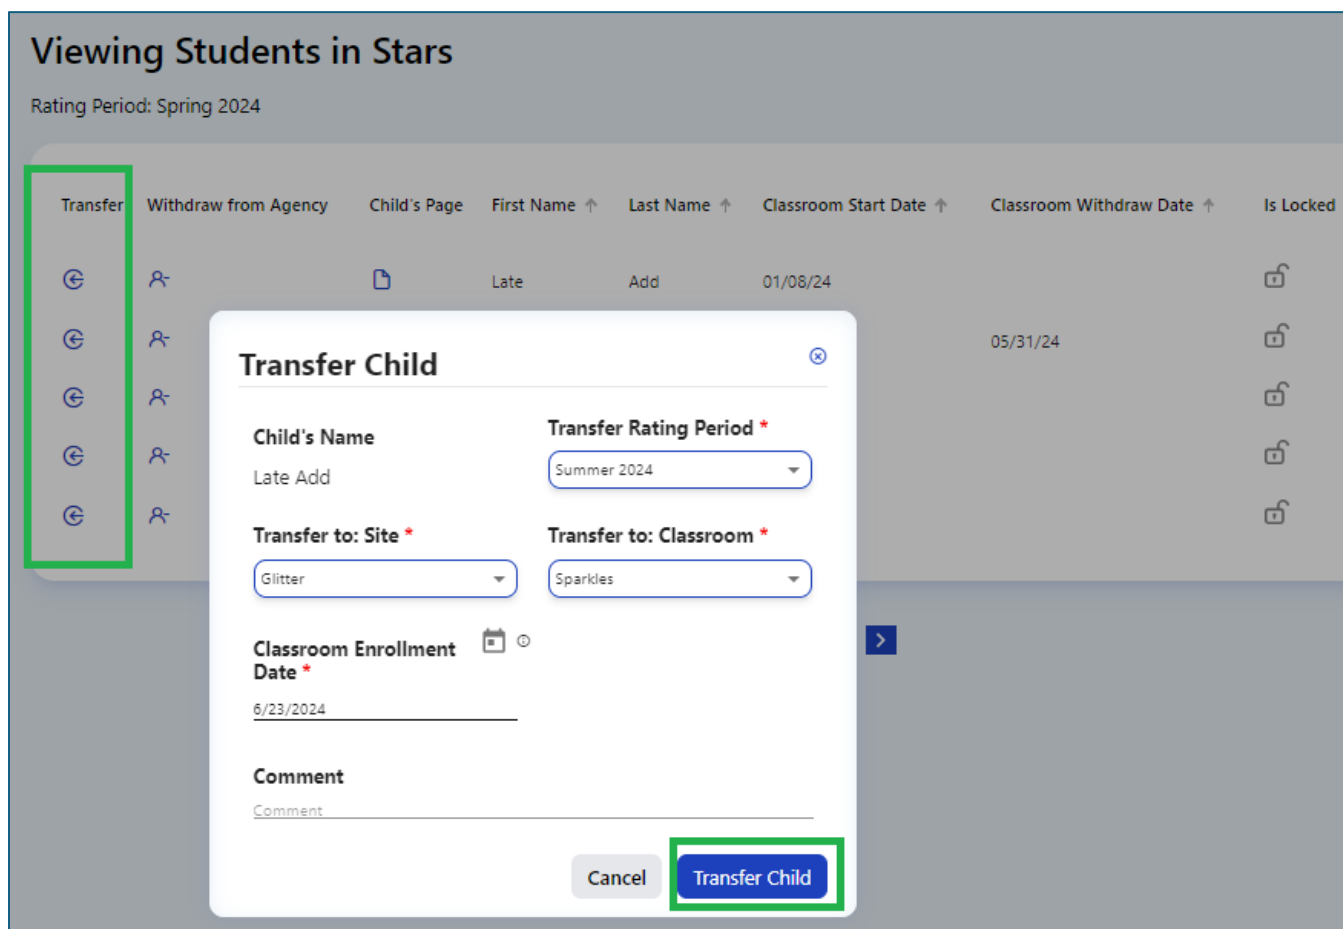 Viewing Students in Stars
Rating Period: Spring 2024
Transfer Withdraw from Agency Child's Page First Name Last Name Classroom Start Date Classroom Withdraw Date Is Locked
Late Add 01/08/24
05/31/24
Transfer Child
Child's Name Transfer Rating Period *
Late Add Summer 2024
Transfer to: Site * Transfer to: Classroom *
Glitter Sparkles
Classroom Enrollment
Date *
6/23/2024
Comment
Comment
Cancel Transfer Child